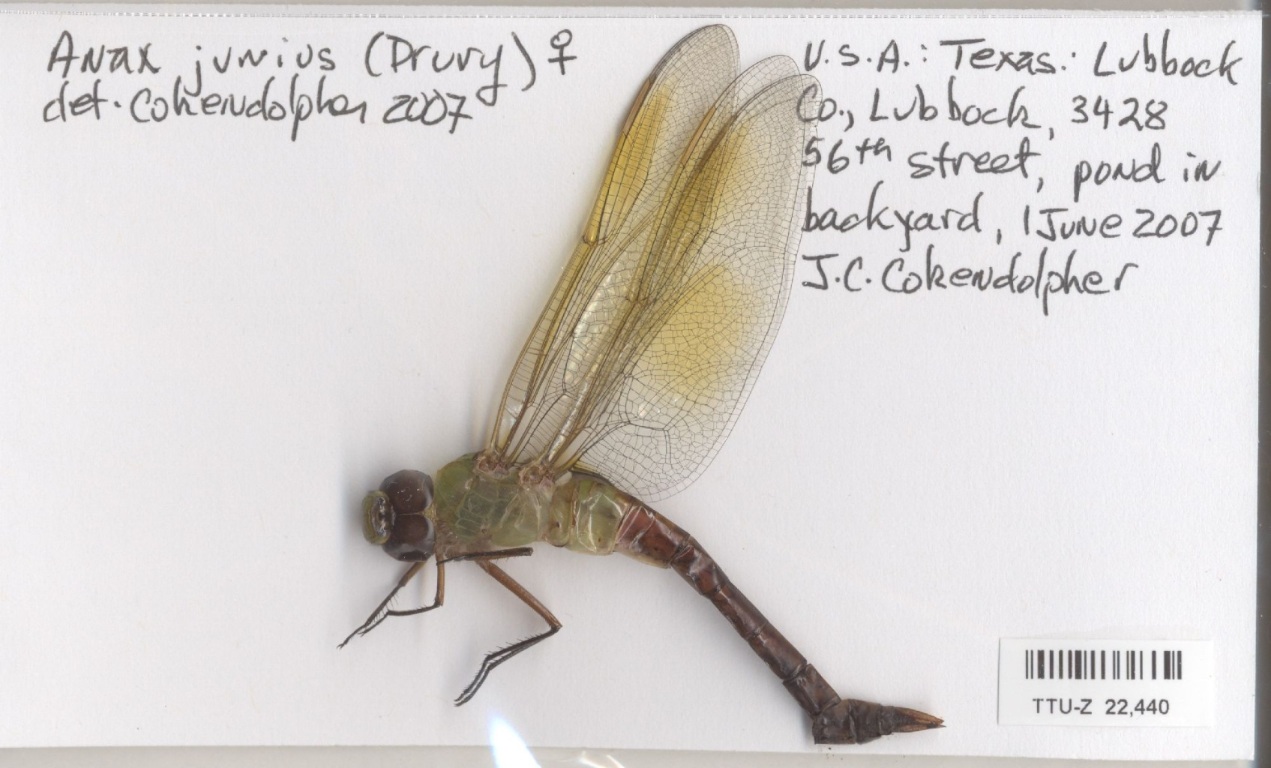 Anax junius (Drury) ♀
det. Cokendolpher 2007
U.S.A.: Texas: Lubbock
Co., Lubbock, 3428
56th street, pond in
backyard, 1 June 2007
J.C. Cokendolpher
TTU-Z 22,440